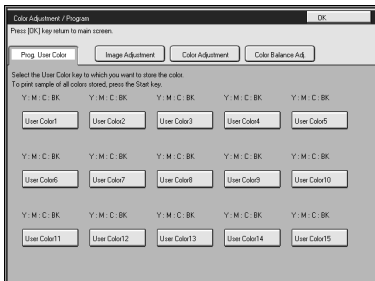 Color Adjustment / Program OK
Press [OK] key return to main screen.
Prog. User Color Image Adjustment Color Adjustment Color Balance Adj.
Select the User Color key to which you want to store the color.
To print sample of all colors stored, press the Start key.
Y : M : C : BK Y : M : C : BK Y : M : C : BK Y : M : C : BK Y : M : C : BK
User Color1 User Color2 User Color3 User Color4 User Color5
Y : M : C : BK Y : M : C : BK Y : M : C : BK Y : M : C : BK Y : M : C : BK
User Color6 User Color7 User Color8 User Color9 User Color10
Y : M : C : BK Y : M : C : BK Y : M : C : BK Y : M : C : BK Y : M : C : BK
User Color11 User Color12 User Color13 User Color14 User Color15